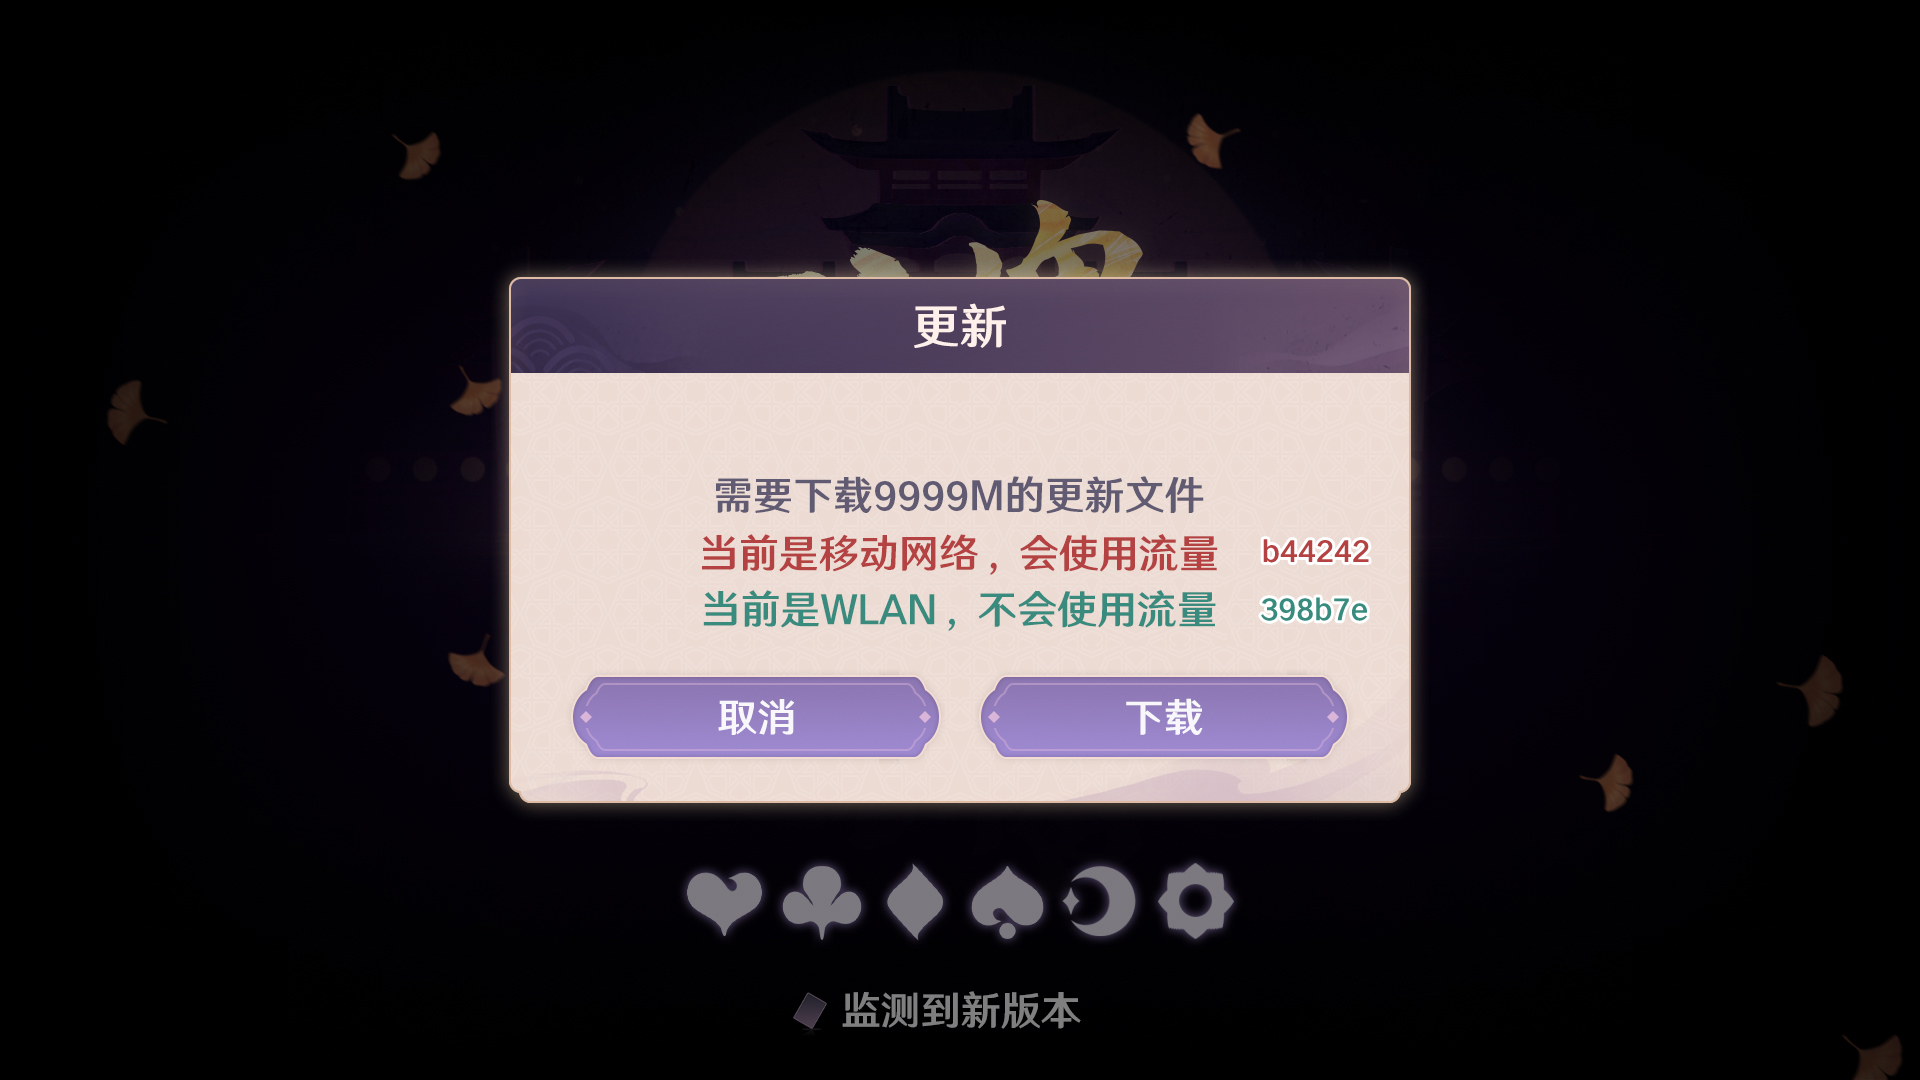 更新
需要下载9999M的更新文件
当前是移动网络，会使用流量 b44242
当前是WLAN，不会使用流量 398b7e
取消 下载
监测到新版本